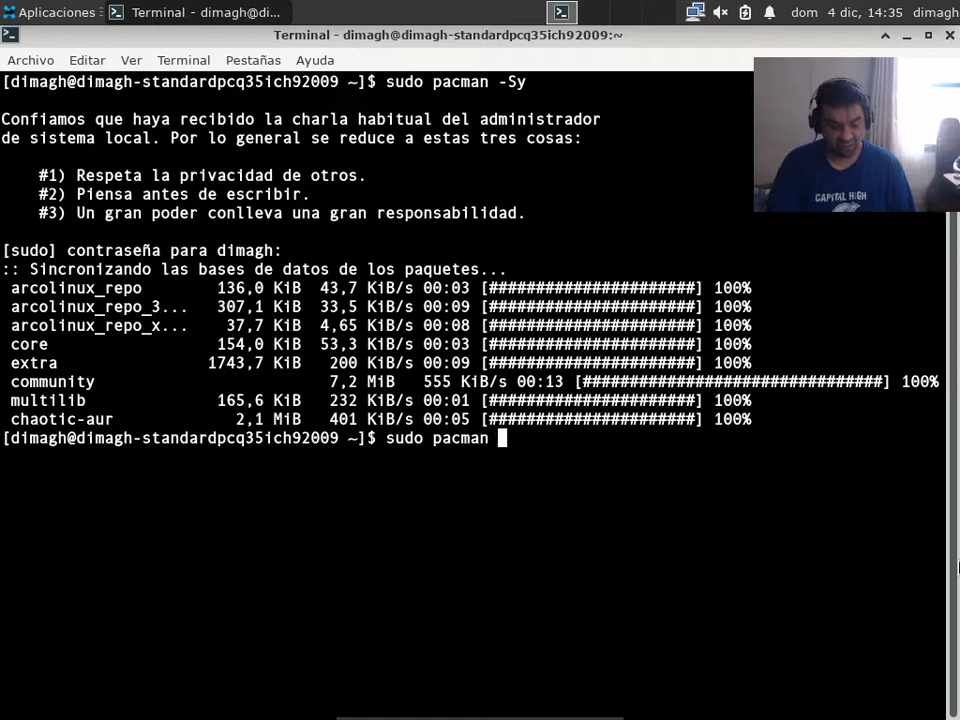 Aplicaciones Terminal - dimagh@di... dom 4 dic, 14:35 dimagh
Terminal - dimagh@dimagh-standardpcq35ich92009:~
Archivo Editar Ver Terminal Pestañas Ayuda
[dimagh@dimagh-standardpcq35ich92009 ~]$ sudo pacman -Sy
Confiamos que haya recibido la charla habitual del administrador
de sistema local. Por lo general se reduce a estas tres cosas:
#1) Respeta la privacidad de otros.
#2) Piensa antes de escribir.
#3) Un gran poder conlleva una gran responsabilidad.
[sudo] contraseña para dimagh:
:: Sincronizando las bases de datos de los paquetes...
arcolinux_repo 136,0 KiB 43,7 KiB/s 00:03 [######################] 100%
arcolinux_repo_3... 307,1 KiB 33,5 KiB/s 00:09 [######################] 100%
arcolinux_repo_x... 37,7 KiB 4,65 KiB/s 00:08 [######################] 100%
core 154,0 KiB 53,3 KiB/s 00:03 [######################] 100%
extra 1743,7 KiB 200 KiB/s 00:09 [######################] 100%
community 7,2 MiB 555 KiB/s 00:13 [################################] 100%
multilib 165,6 KiB 232 KiB/s 00:01 [######################] 100%
chaotic-aur 2,1 MiB 401 KiB/s 00:05 [######################] 100%
[dimagh@dimagh-standardpcq35ich92009 ~]$ sudo pacman
CAPITAL HIGH